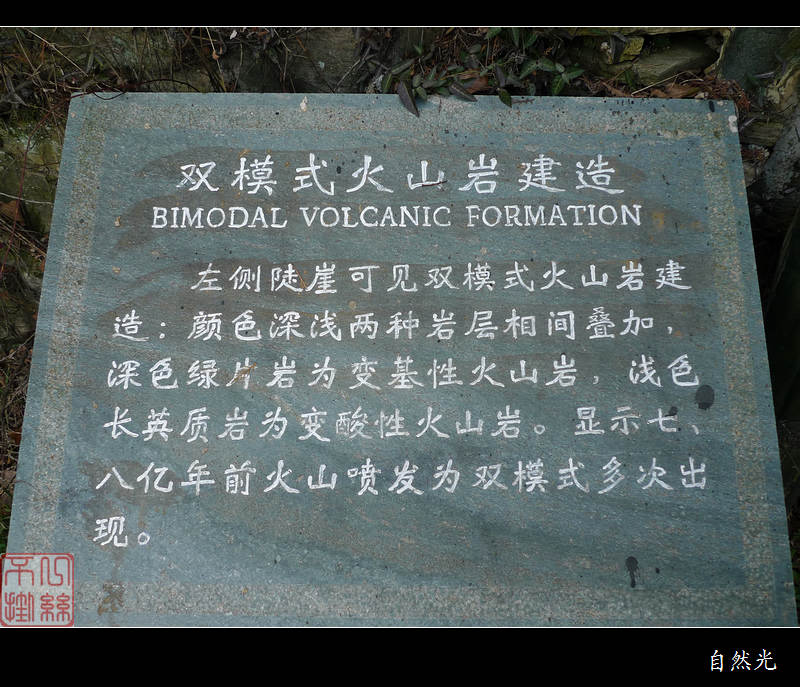 双模式火山岩建造
BIMODAL VOLCANIC FORMATION
左侧陡崖可见双模式火山岩建
造：颜色深浅两种岩层相间叠加，
深色绿片岩为变基性火山岩，浅色
长英质岩为变酸性火山岩。显示七、
八亿年前火山喷发为双模式多次出
现。
自然光